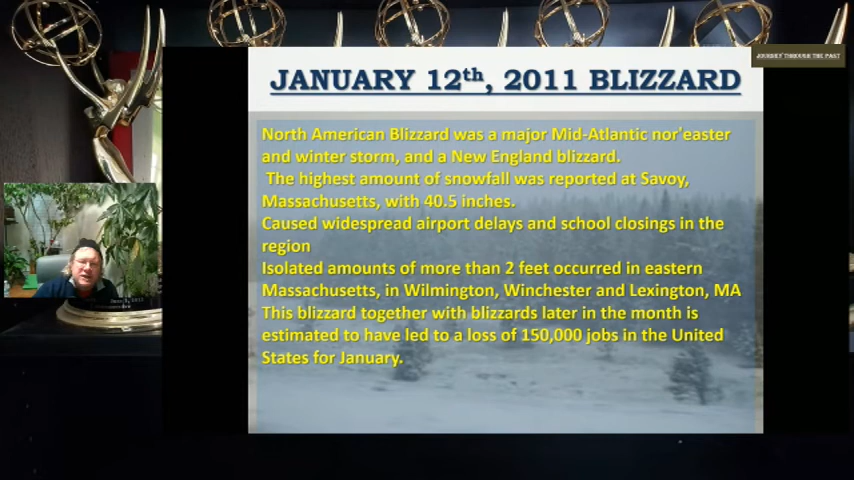 JOURNEY THROUGH THE PAST
JANUARY 12th, 2011 BLIZZARD
North American Blizzard was a major Mid-Atlantic nor'easter
and winter storm, and a New England blizzard.
The highest amount of snowfall was reported at Savoy,
Massachusetts, with 40.5 inches.
Caused widespread airport delays and school closings in the
region
Isolated amounts of more than 2 feet occurred in eastern
Massachusetts, in Wilmington, Winchester and Lexington, MA
This blizzard together with blizzards later in the month is
estimated to have led to a loss of 150,000 jobs in the United
States for January.